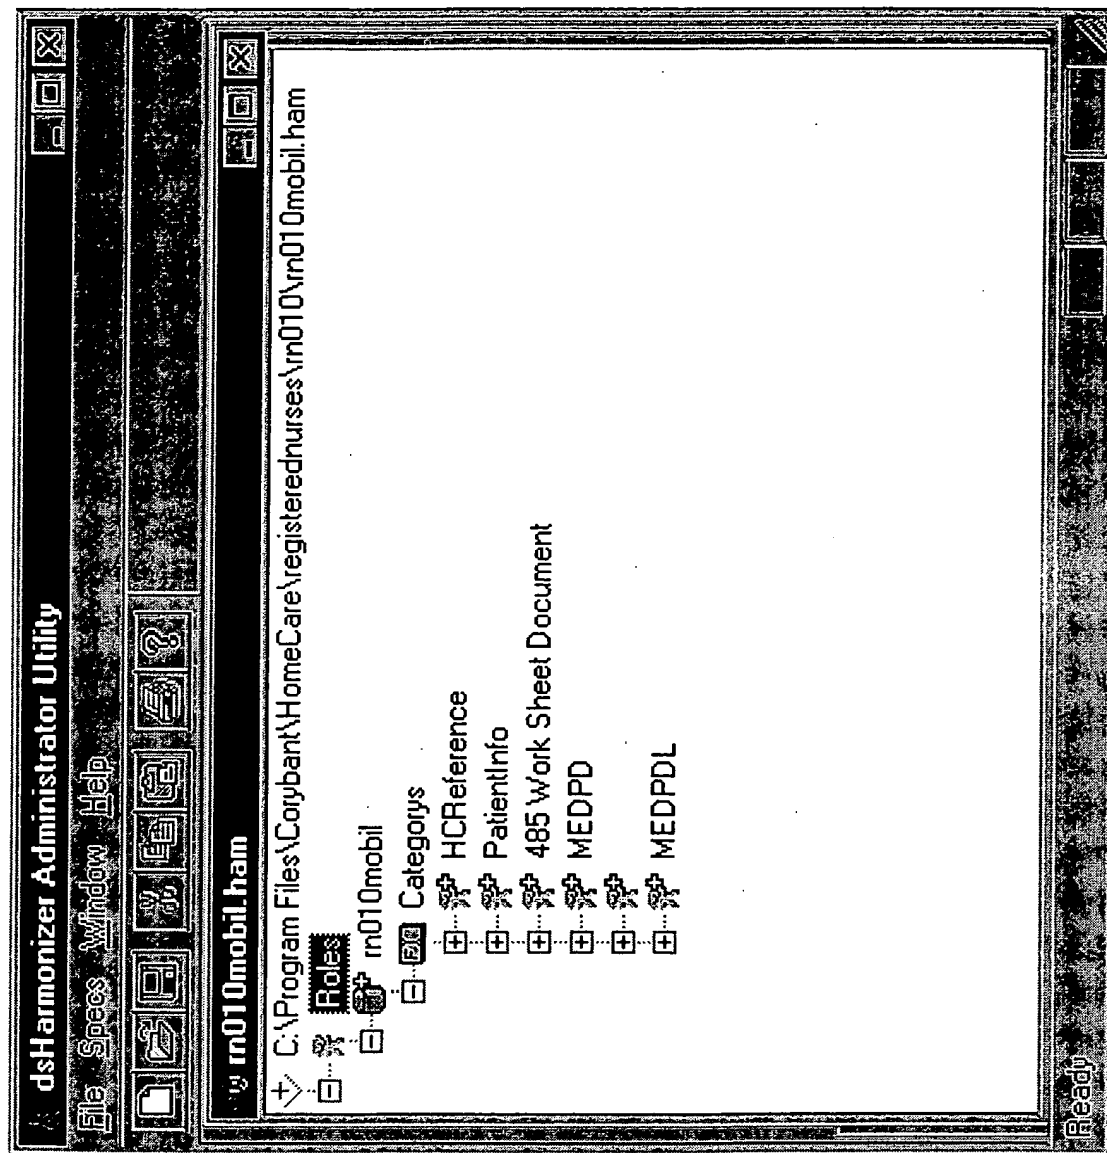 dsHarmonizer Administrator Utility
File Specs Window Help
rn010mobil.ham
C:\Program Files\Corybant\HomeCare\registerednurses\rn010\rn010mobil.ham
Roles
rn010mobil
Categorys
HCReference
PatientInfo
485 Work Sheet Document
MEDPD
MEDPDL
Ready